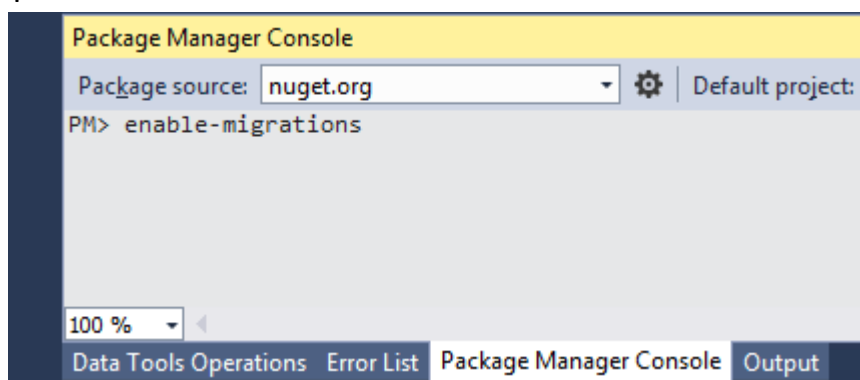 Package Manager Console
Package source: nuget.org Default project:
PM> enable-migrations
100 %
Data Tools Operations Error List Package Manager Console Output